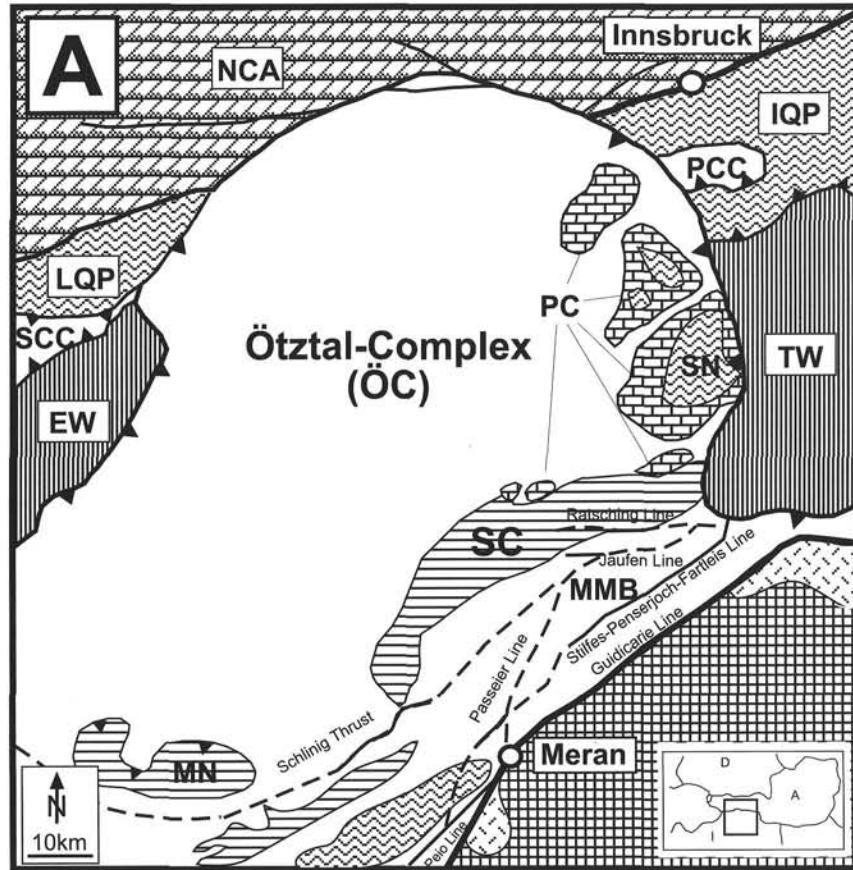 A
Innsbruck
NCA
IQP
PCC
LQP
PC
SCC
Ötztal-Complex
(ÖC)
SN
TW
EW
Ratsching Line
SC
Jaufen Line
MMB
Stilfes-Penserjoch-Fartleis Line
Guidicarie Line
Passeier Line
Schlinig Thrust
Meran
MN
D
A
I
N
10km
Peio Line